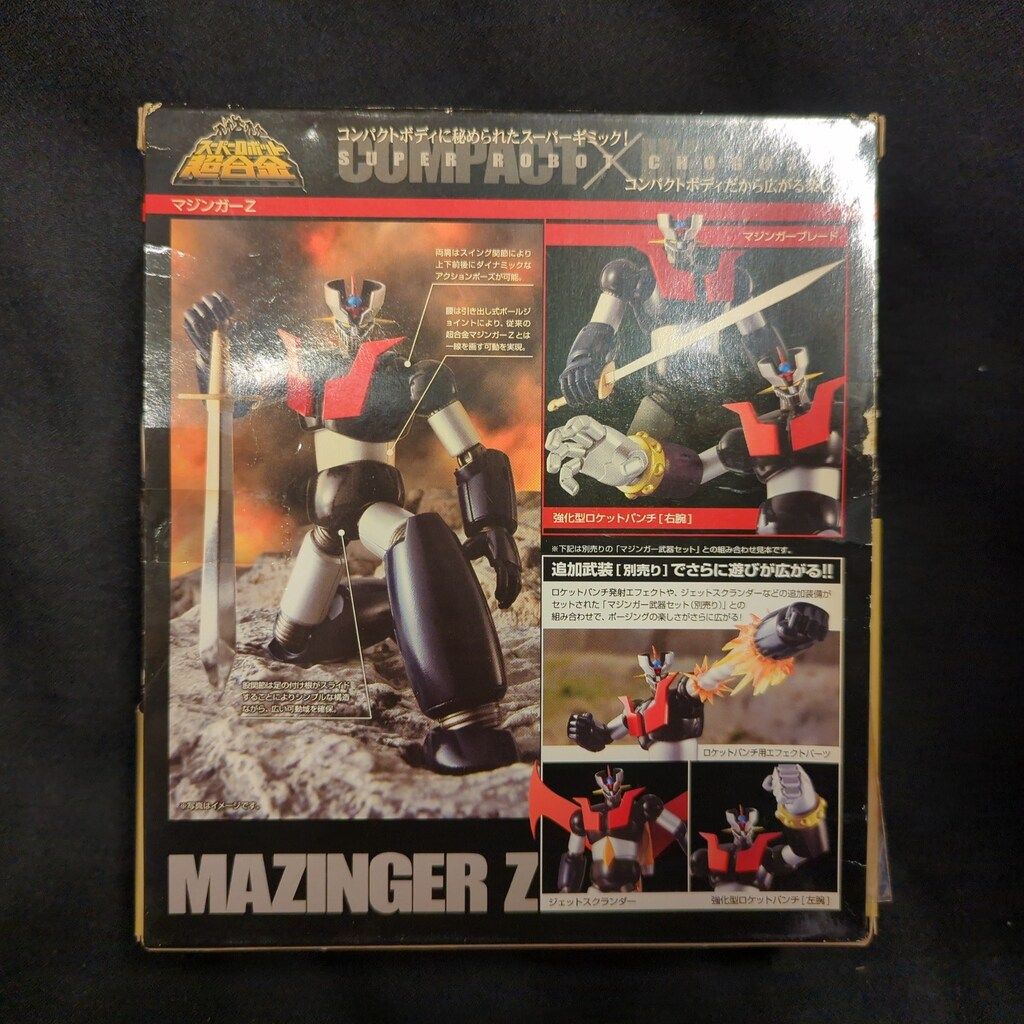 スーパーロボット
超合金
コンパクトボディに秘められたスーパーギミック!
COMPACT×
SUPER ROBOT CHOGO
コンパクトボディだから広がる楽し
マジンガーZ
両肩はスイング関節により
上下前後にダイナミックな
アクションポーズが可能。
腰は引き出し式ボールジ
ョイントにより、従来の
超合金マジンガーZとは
一線を画す可動を実現。
股関節は足の付け根がスライド
することによりシンプルな構造
ながら、広い可動域を確保。
※写真はイメージです。
MAZINGER Z
マジンガーブレード
強化型ロケットパンチ[右腕]
※下記は別売りの「マジンガー武器セット」との組み合わせ見本です。
追加武装[別売り]でさらに遊びが広がる!!
ロケットパンチ発射エフェクトや、ジェットスクランダーなどの追加装備が
セットされた「マジンガー武器セット(別売り)」との
組み合わせで、ポージングの楽しさがさらに広がる!
ロケットパンチ用エフェクトパーツ
ジェットスクランダー
強化型ロケットパンチ[左腕]